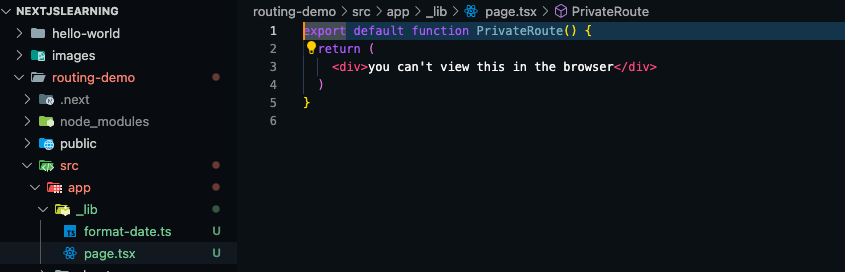 NEXTJSLEARNING
hello-world
images
routing-demo
.next
node_modules
public
src
app
_lib
format-date.ts U
page.tsx U
routing-demo > src > app > _lib > page.tsx > PrivateRoute
1 export default function PrivateRoute() {
2 return (
3 <div>you can't view this in the browser</div>
4 )
5 }
6